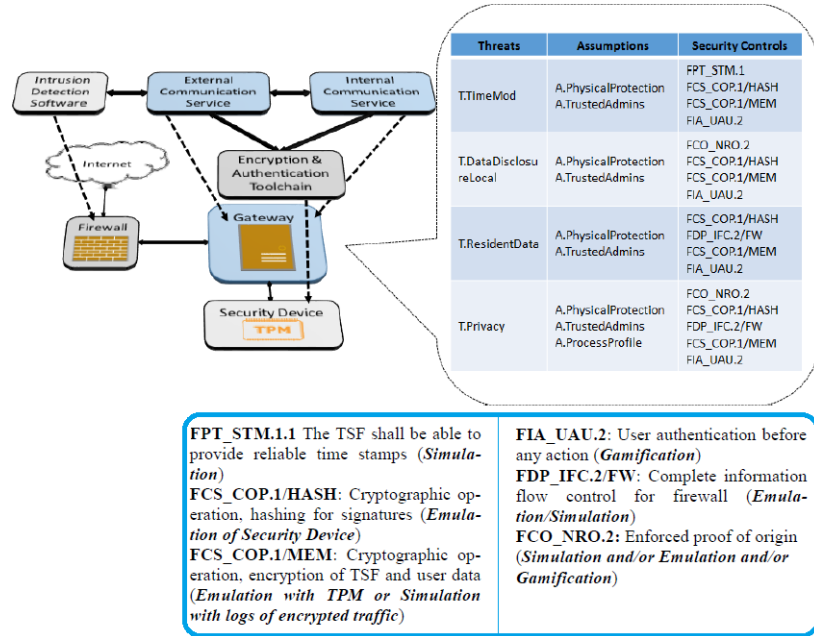 Intrusion
Detection
Software
External
Communication
Service
Internal
Communication
Service
Internet
Encryption &
Authentication
Toolchain
Firewall
Gateway
Security Device
TPM
Threats Assumptions Security Controls
T.TimeMod
A.PhysicalProtection
A.TrustedAdmins
FPT_STM.1
FCS_COP.1/HASH
FCS_COP.1/MEM
FIA_UAU.2
T.DataDisclosu
reLocal
A.PhysicalProtection
A.TrustedAdmins
FCO_NRO.2
FCS_COP.1/HASH
FCS_COP.1/MEM
FIA_UAU.2
T.ResidentData
A.PhysicalProtection
A.TrustedAdmins
FCS_COP.1/HASH
FDP_IFC.2/FW
FCS_COP.1/MEM
FIA_UAU.2
T.Privacy
A.PhysicalProtection
A.TrustedAdmins
A.ProcessProfile
FCO_NRO.2
FCS_COP.1/HASH
FDP_IFC.2/FW
FCS_COP.1/MEM
FIA_UAU.2
FPT_STM.1.1 The TSF shall be able to
provide reliable time stamps (Simula-
tion)
FCS_COP.1/HASH: Cryptographic op-
eration, hashing for signatures (Emula-
tion of Security Device)
FCS_COP.1/MEM: Cryptographic op-
eration, encryption of TSF and user data
(Emulation with TPM or Simulation
with logs of encrypted traffic)
FIA_UAU.2: User authentication before
any action (Gamification)
FDP_IFC.2/FW: Complete information
flow control for firewall (Emula-
tion/Simulation)
FCO_NRO.2: Enforced proof of origin
(Simulation and/or Emulation and/or
Gamification)